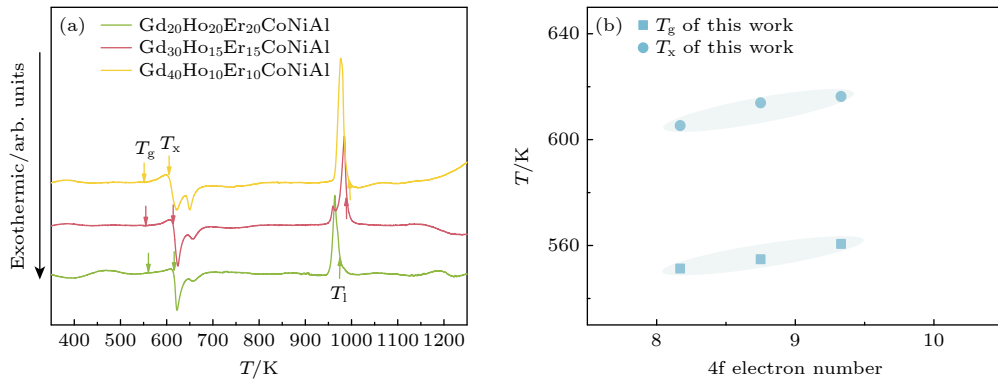 (a)
Gd₂₀Ho₂₀Er₂₀CoNiAl
Gd₃₀Ho₁₅Er₁₅CoNiAl
Gd₄₀Ho₁₀Er₁₀CoNiAl
Exothermic/arb. units
Tg Tx
Tl
400 500 600 700 800 900 1000 1100 1200
T/K
(b)
Tg of this work
Tx of this work
640
600
560
T/K
8 9 10
4f electron number